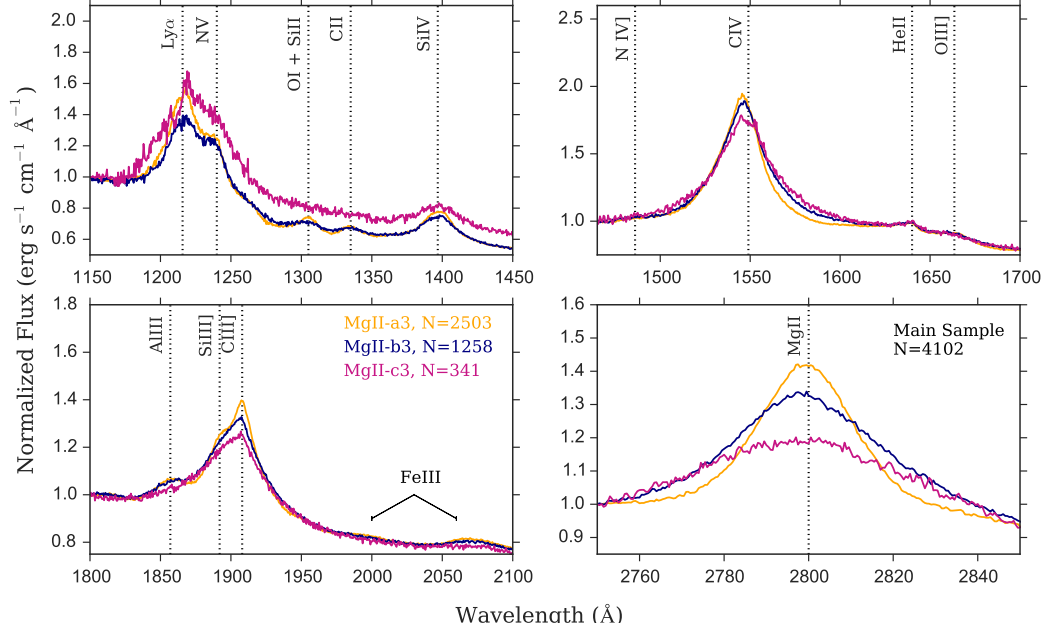 Normalized Flux (erg s⁻¹ cm⁻¹ Å⁻¹)
2.0
1.8
1.6
1.4
1.2
1.0
0.8
0.6
Lyα
NV
OI + SiII
CII
SiIV
1150 1200 1250 1300 1350 1400 1450
2.5
2.0
1.5
1.0
N IV]
CIV
HeII
OIII]
1500 1550 1600 1650 1700
1.8
1.6
1.4
1.2
1.0
0.8
AlIII
SiIII]
CIII]
MgII-a3, N=2503
MgII-b3, N=1258
MgII-c3, N=341
FeIII
1800 1850 1900 1950 2000 2050 2100
1.6
1.5
1.4
1.3
1.2
1.1
1.0
0.9
MgII
Main Sample
N=4102
2760 2780 2800 2820 2840
Wavelength (Å)